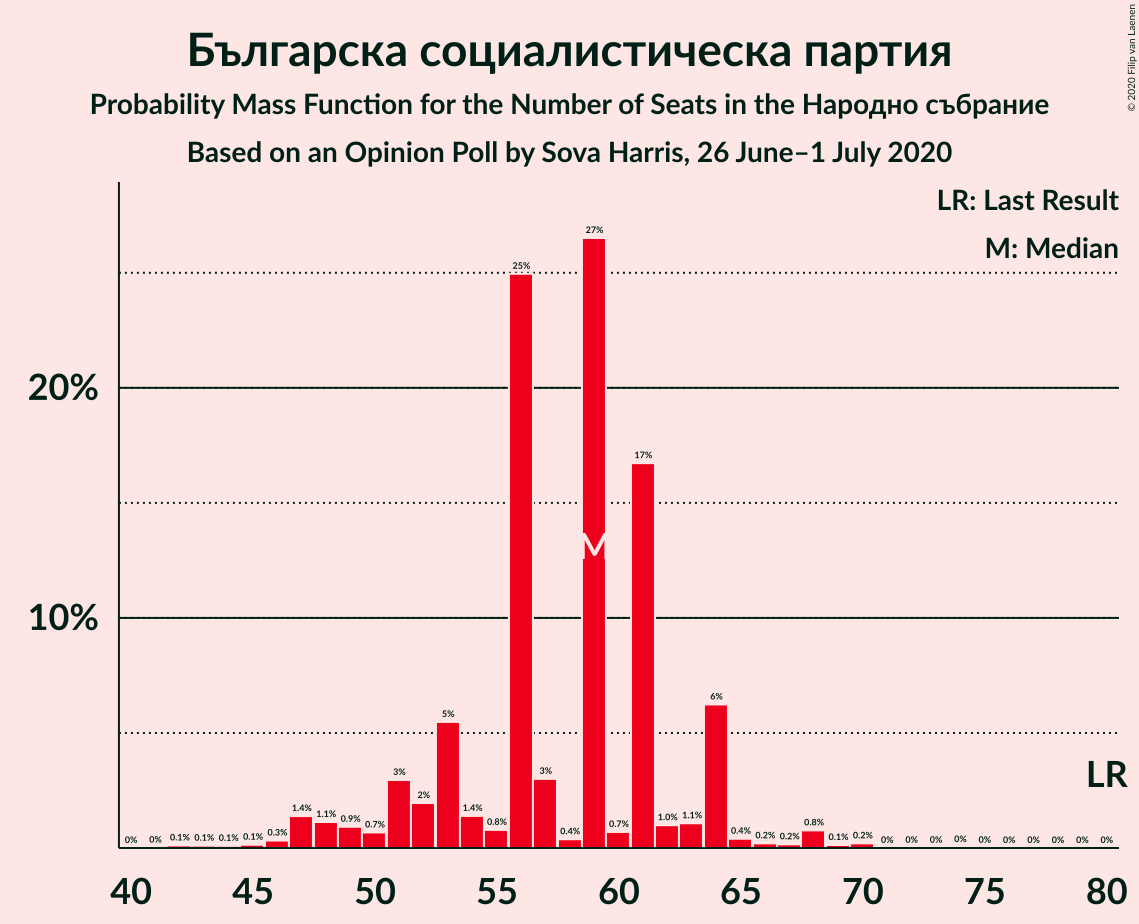 Българска социалистическа партия
Probability Mass Function for the Number of Seats in the Народно събрание
Based on an Opinion Poll by Sova Harris, 26 June–1 July 2020
© 2020 Filip van Laenen
LR: Last Result
M: Median
27%
25%
20%
17%
M
10%
6%
5%
LR
3%
3%
2%
1.4%
1.1%
0.9%
0.7%
1.4%
0.8%
0.4%
0.7%
1.0%
1.1%
0.4%
0.2%
0.2%
0.8%
0.1%
0.2%
0% 0% 0.1% 0.1% 0.1% 0.1% 0.3%
0% 0% 0% 0% 0% 0% 0% 0% 0% 0%
40 45 50 55 60 65 70 75 80